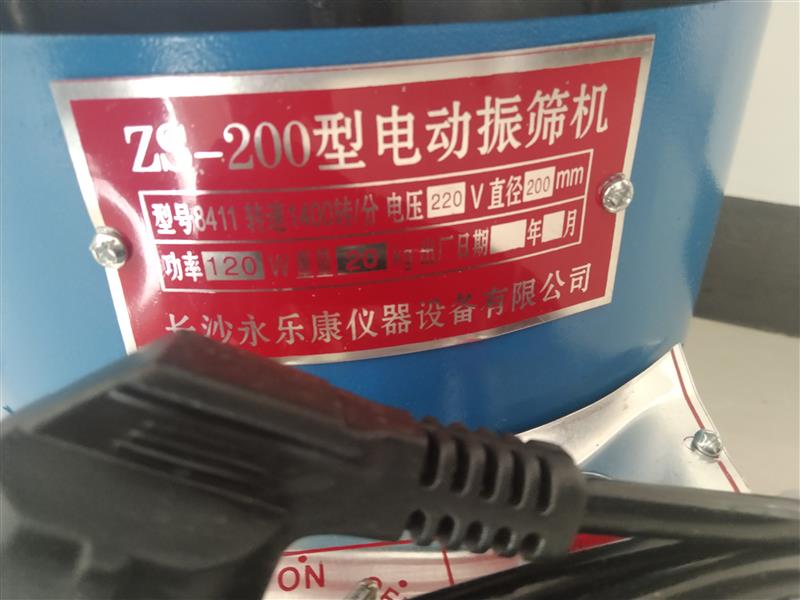 ZS-200型电动振筛机
型号8411 转速1400转/分 电压220V直径200mm
功率120W重量20kg出厂日期 年 月
长沙永乐康仪器设备有限公司
ON